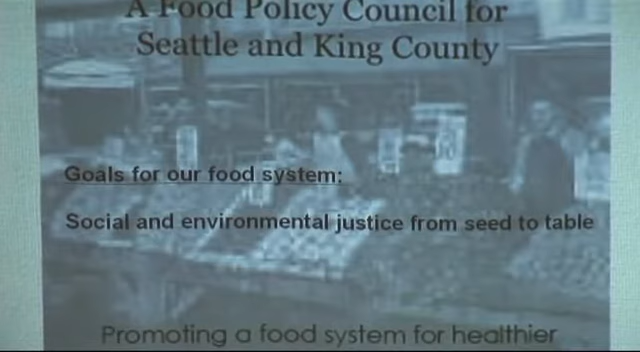 A Food Policy Council for
Seattle and King County
Goals for our food system:
Social and environmental justice from seed to table
Promoting a food system for healthier